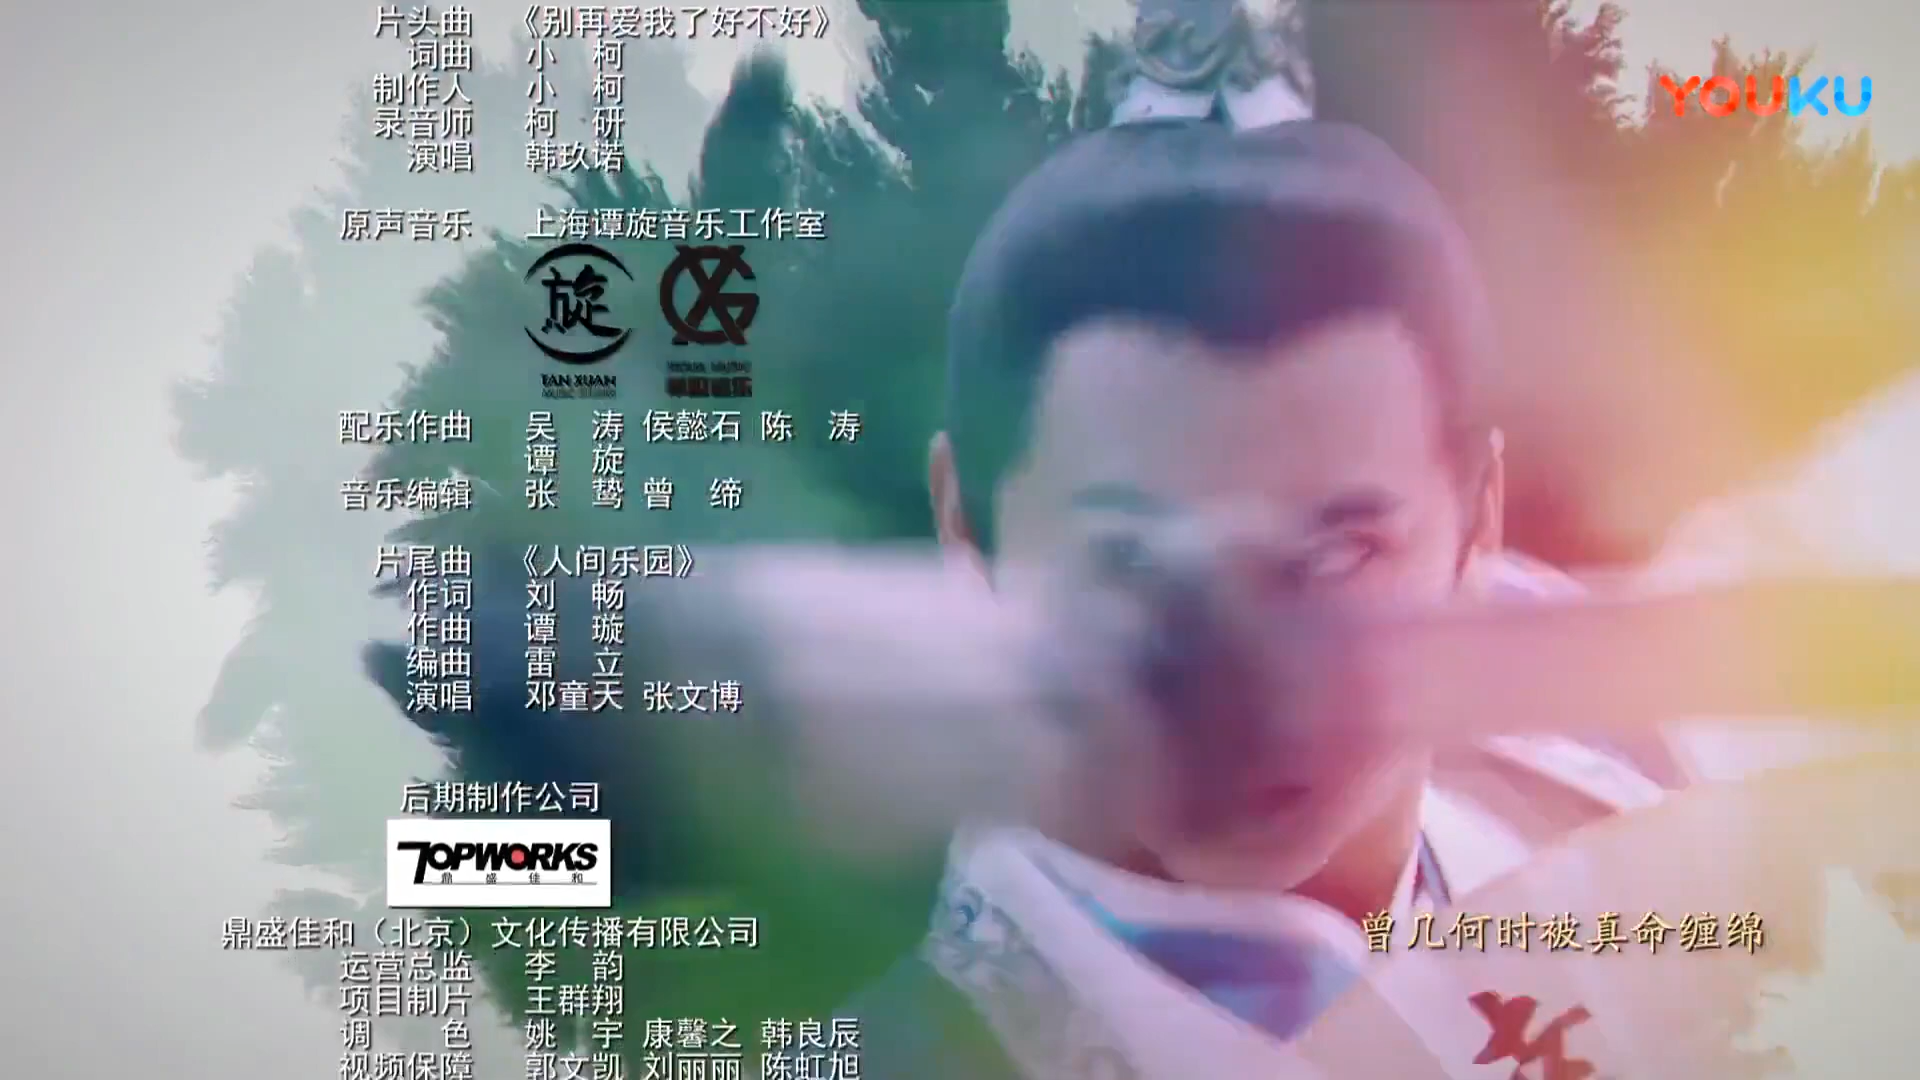 片头曲 《别再爱我了好不好》
词曲 小 柯
制作人 小 柯
录音师 柯 研
演唱 韩玖诺
YOUKU
原声音乐 上海谭旋音乐工作室
旋
TAN XUAN
配乐作曲 吴 涛 侯懿石 陈 涛
谭 旋
音乐编辑 张 鸷 曾 缔
片尾曲 《人间乐园》
作词 刘 畅
作曲 谭 璇
编曲 雷 立
演唱 邓童天 张文博
后期制作公司
TOPWORKS
鼎 盛 佳 和
鼎盛佳和（北京）文化传播有限公司
曾几何时被真命缠绵
运营总监 李 韵
项目制片 王群翔
调 色 姚 宇 康馨之 韩良辰
视频保障 郭文凯 刘丽丽 陈虹旭